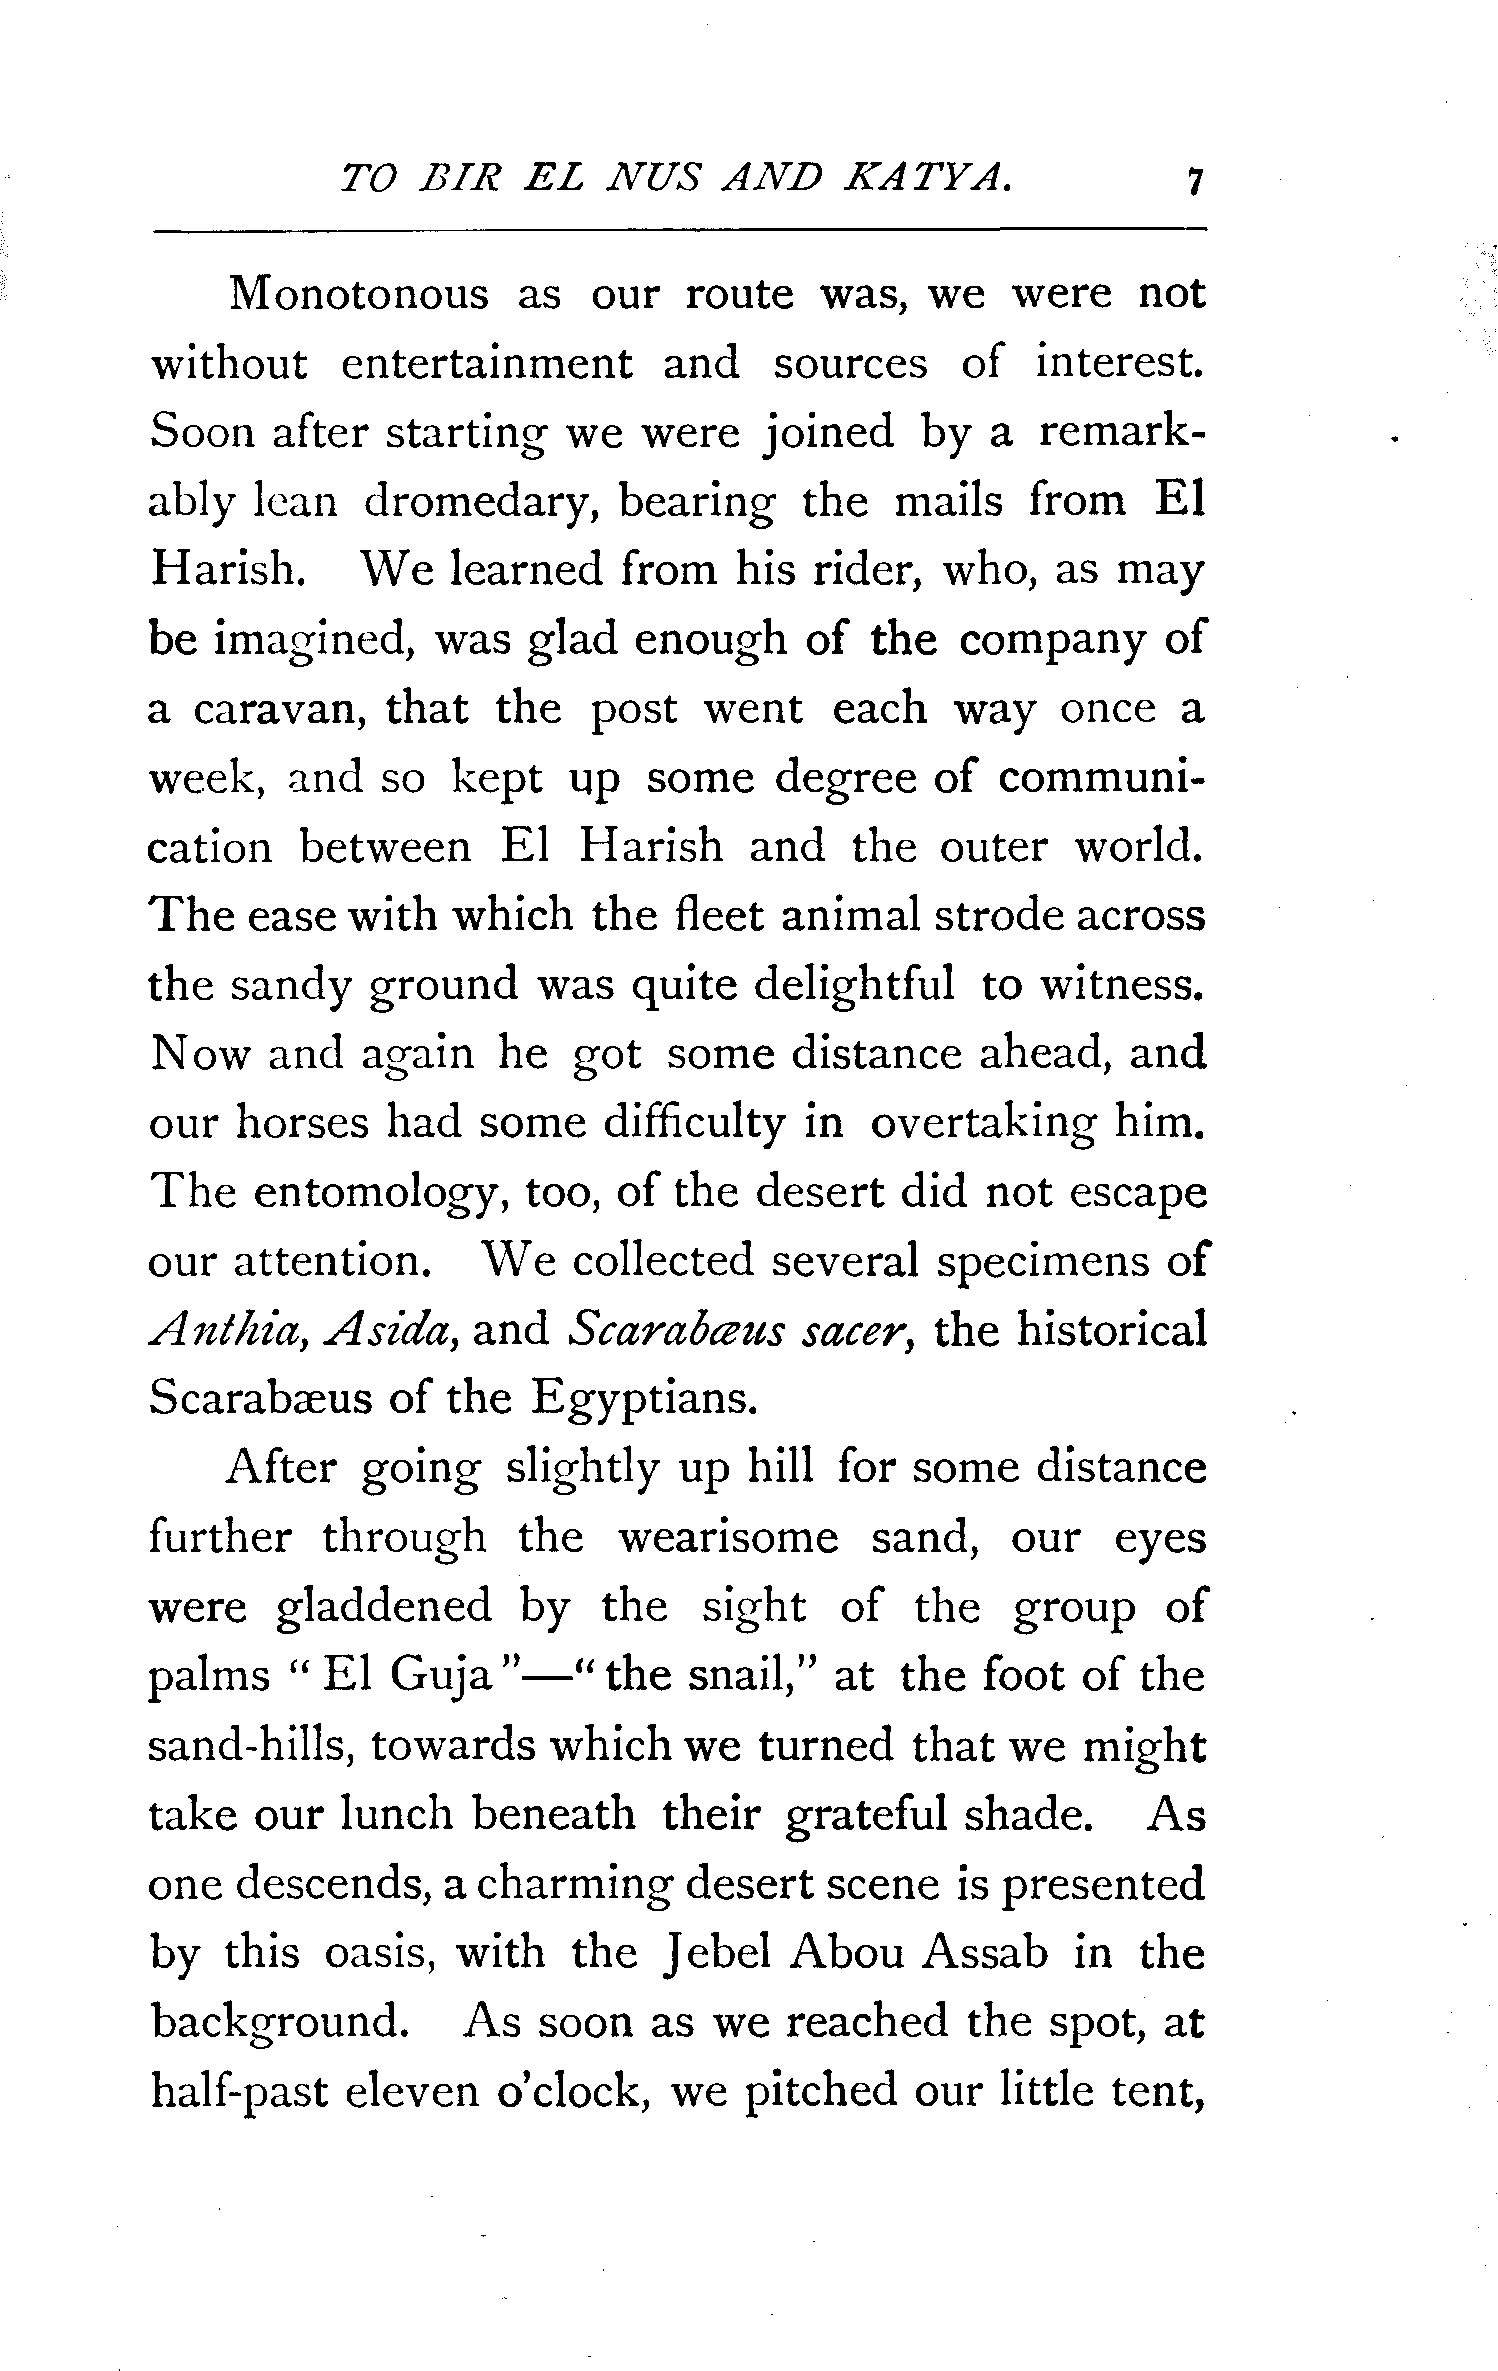 TO BIR EL NUS AND KATYA. 7
Monotonous as our route was, we were not
without entertainment and sources of interest.
Soon after starting we were joined by a remark-
ably lean dromedary, bearing the mails from El
Harish. We learned from his rider, who, as may
be imagined, was glad enough of the company of
a caravan, that the post went each way once a
week, and so kept up some degree of communi-
cation between El Harish and the outer world.
The ease with which the fleet animal strode across
the sandy ground was quite delightful to witness.
Now and again he got some distance ahead, and
our horses had some difficulty in overtaking him.
The entomology, too, of the desert did not escape
our attention. We collected several specimens of
Anthia, Asida, and Scarabæus sacer, the historical
Scarabæus of the Egyptians.
After going slightly up hill for some distance
further through the wearisome sand, our eyes
were gladdened by the sight of the group of
palms “ El Guja ”—“ the snail,” at the foot of the
sand-hills, towards which we turned that we might
take our lunch beneath their grateful shade. As
one descends, a charming desert scene is presented
by this oasis, with the Jebel Abou Assab in the
background. As soon as we reached the spot, at
half-past eleven o’clock, we pitched our little tent,